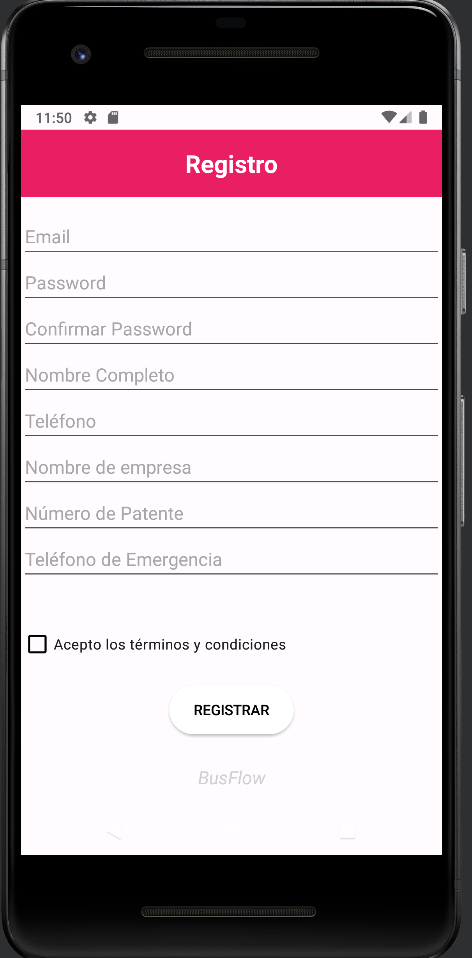 11:50
Registro
Email
Password
Confirmar Password
Nombre Completo
Teléfono
Nombre de empresa
Número de Patente
Teléfono de Emergencia
Acepto los términos y condiciones
REGISTRAR
BusFlow